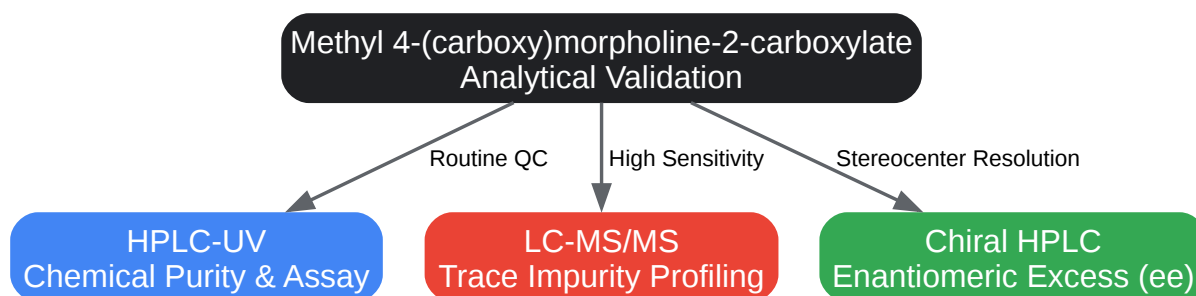 Methyl 4-(carboxy)morpholine-2-carboxylate
Analytical Validation
Routine QC
High Sensitivity
Stereocenter Resolution
HPLC-UV
Chemical Purity & Assay
LC-MS/MS
Trace Impurity Profiling
Chiral HPLC
Enantiomeric Excess (ee)